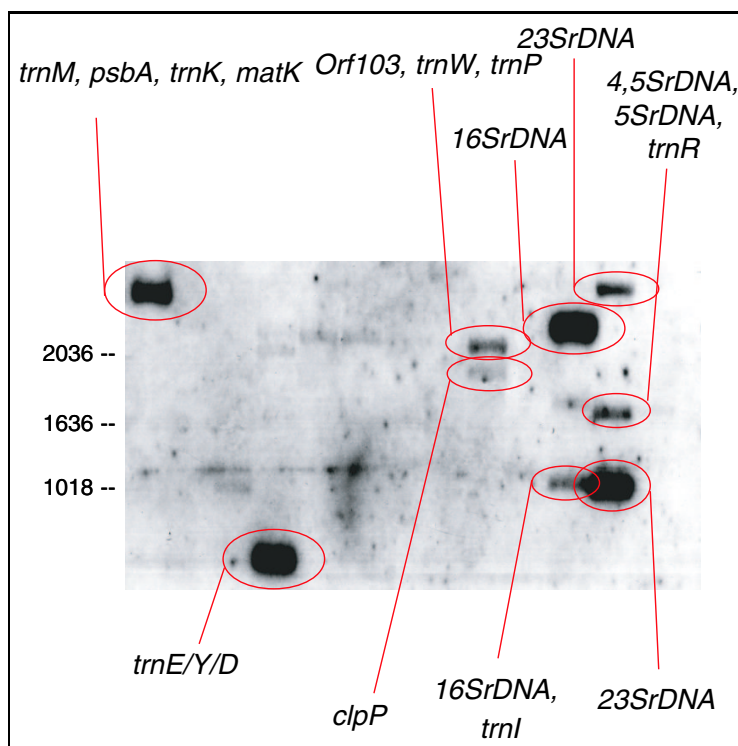 23SrDNA
trnM, psbA, trnK, matK
Orf103, trnW, trnP
4,5SrDNA,
5SrDNA,
trnR
16SrDNA
2036 --
1636 --
1018 --
trnE/Y/D
clpP
16SrDNA,
trnI
23SrDNA